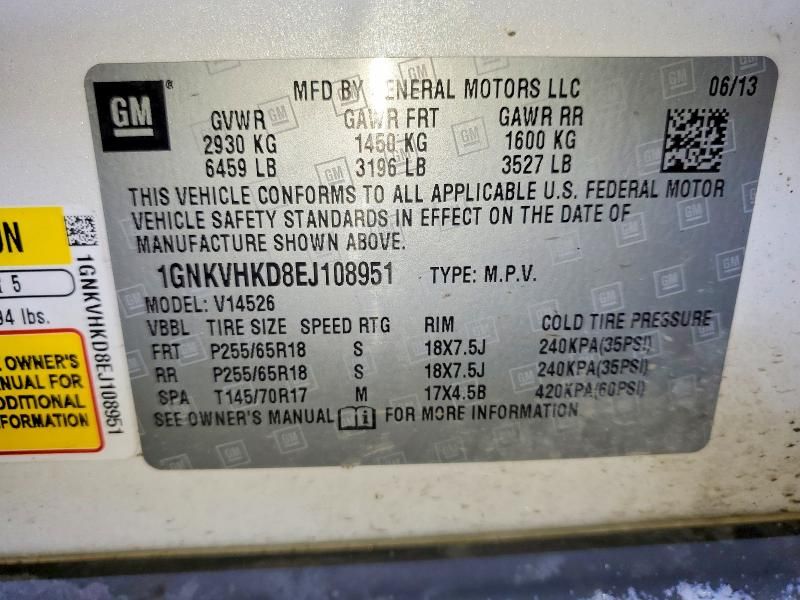 GM
MFD BY GENERAL MOTORS LLC 06/13
GVWR GAWR FRT GAWR RR
2930 KG 1450 KG 1600 KG
6459 LB 3196 LB 3527 LB
THIS VEHICLE CONFORMS TO ALL APPLICABLE U.S. FEDERAL MOTOR
VEHICLE SAFETY STANDARDS IN EFFECT ON THE DATE OF
MANUFACTURE SHOWN ABOVE.
1GNKVHKD8EJ108951 TYPE: M.P.V.
MODEL: V14526
VBBL TIRE SIZE SPEED RTG RIM COLD TIRE PRESSURE
FRT P255/65R18 S 18X7.5J 240KPA(35PSI)
RR P255/65R18 S 18X7.5J 240KPA(35PSI)
SPA T145/70R17 M 17X4.5B 420KPA(60PSI)
SEE OWNER'S MANUAL FOR MORE INFORMATION
5
94 lbs.
OWNER'S
MANUAL FOR
ADDITIONAL
INFORMATION
1GNKVHKD8EJ108951